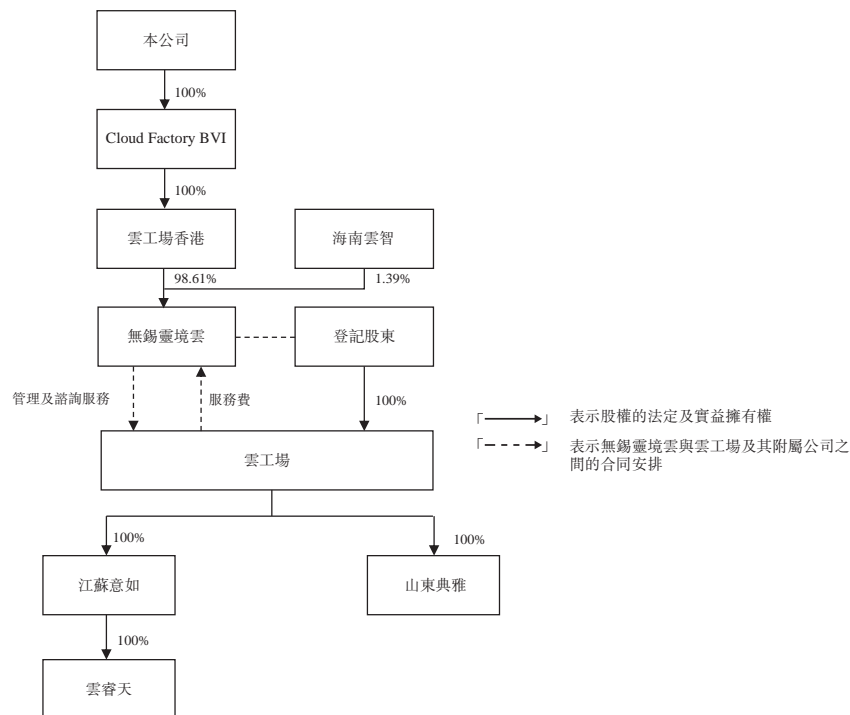 本公司
100%
Cloud Factory BVI
100%
雲工場香港
海南雲智
98.61%
1.39%
無錫靈境雲
登記股東
管理及諮詢服務
服務費
100%
雲工場
「」 表示股權的法定及實益擁有權
「」 表示無錫靈境雲與雲工場及其附屬公司之
間的合同安排
100%
100%
江蘇意如
山東典雅
100%
雲睿天